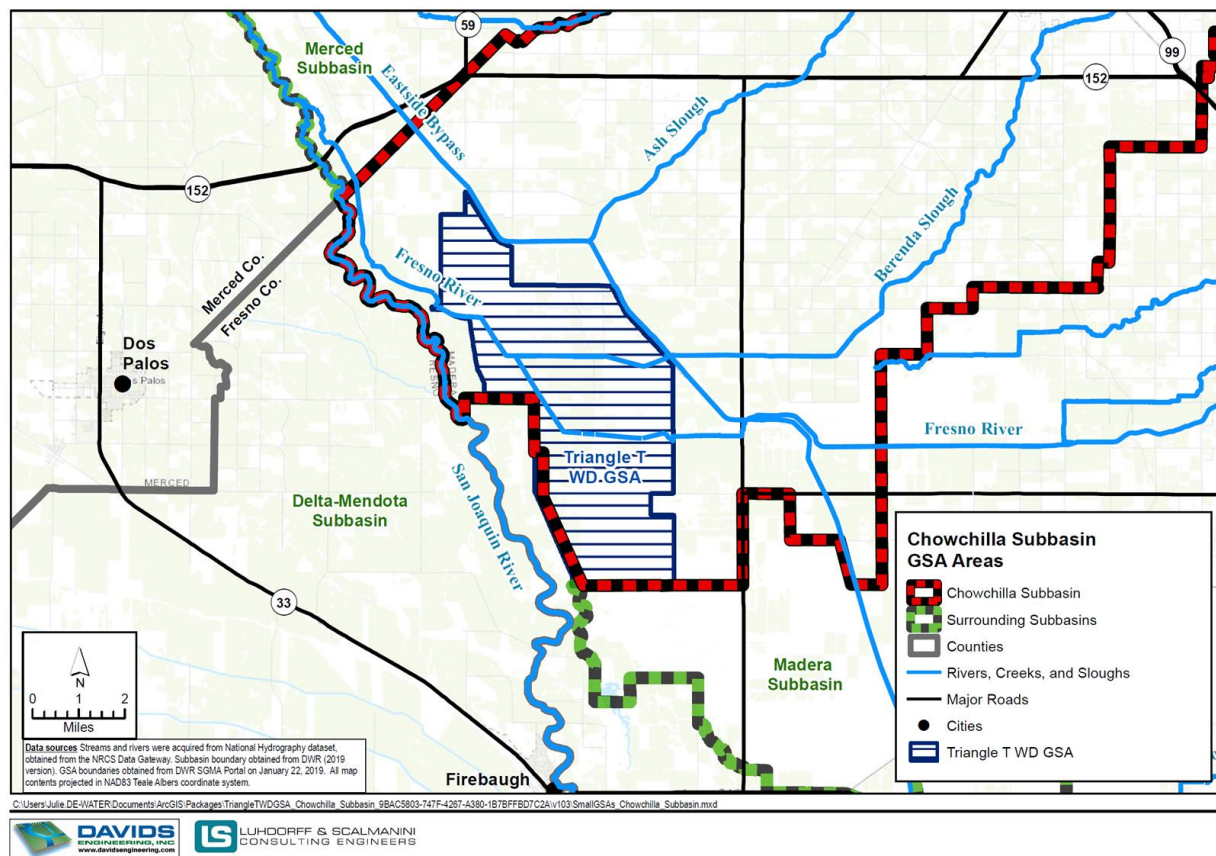 59
99
Merced
Subbasin
Eastside Bypass
152
Ash Slough
152
Berenda Slough
Merced Co.
Fresno Co.
Fresno River
Dos
Palos
MADERA
Fresno River
Triangle T
WD GSA
MERCED
San Joaquin River
Delta-Mendota
Subbasin
33
Madera
Subbasin
Firebaugh
Chowchilla Subbasin
GSA Areas
Chowchilla Subbasin
Surrounding Subbasins
Counties
Rivers, Creeks, and Sloughs
Major Roads
Cities
Triangle T WD GSA
N
0 1 2
Miles
Data sources Streams and rivers were acquired from National Hydrography dataset,
obtained from the NRCS Data Gateway. Subbasin boundary obtained from DWR (2019
version). GSA boundaries obtained from DWR SGMA Portal on January 22, 2019. All map
contents projected in NAD83 Teale Albers coordinate system.
C:\Users\Julie.DE-WATER\Documents\ArcGIS\Packages\TriangleTWDGSA_Chowchilla_Subbasin_9BAC5803-747F-4267-A380-1B7BFFBD7C2A\v103\SmallGSAs_Chowchilla_Subbasin.mxd
DAVIDS
ENGINEERING, INC
www.davidsengineering.com
LS
LUHDORFF & SCALMANINI
CONSULTING ENGINEERS